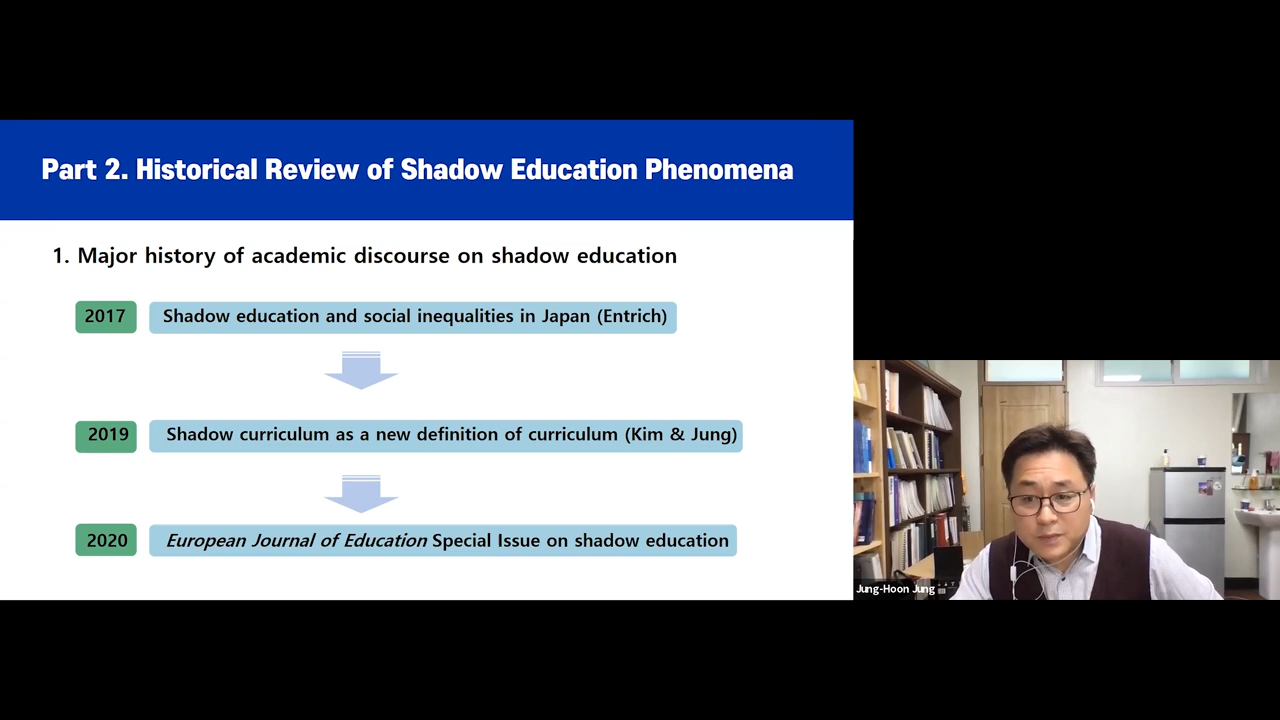 Part 2. Historical Review of Shadow Education Phenomena
1. Major history of academic discourse on shadow education
2017 Shadow education and social inequalities in Japan (Entrich)
2019 Shadow curriculum as a new definition of curriculum (Kim & Jung)
2020 European Journal of Education Special Issue on shadow education
Jung-Hoon Jung